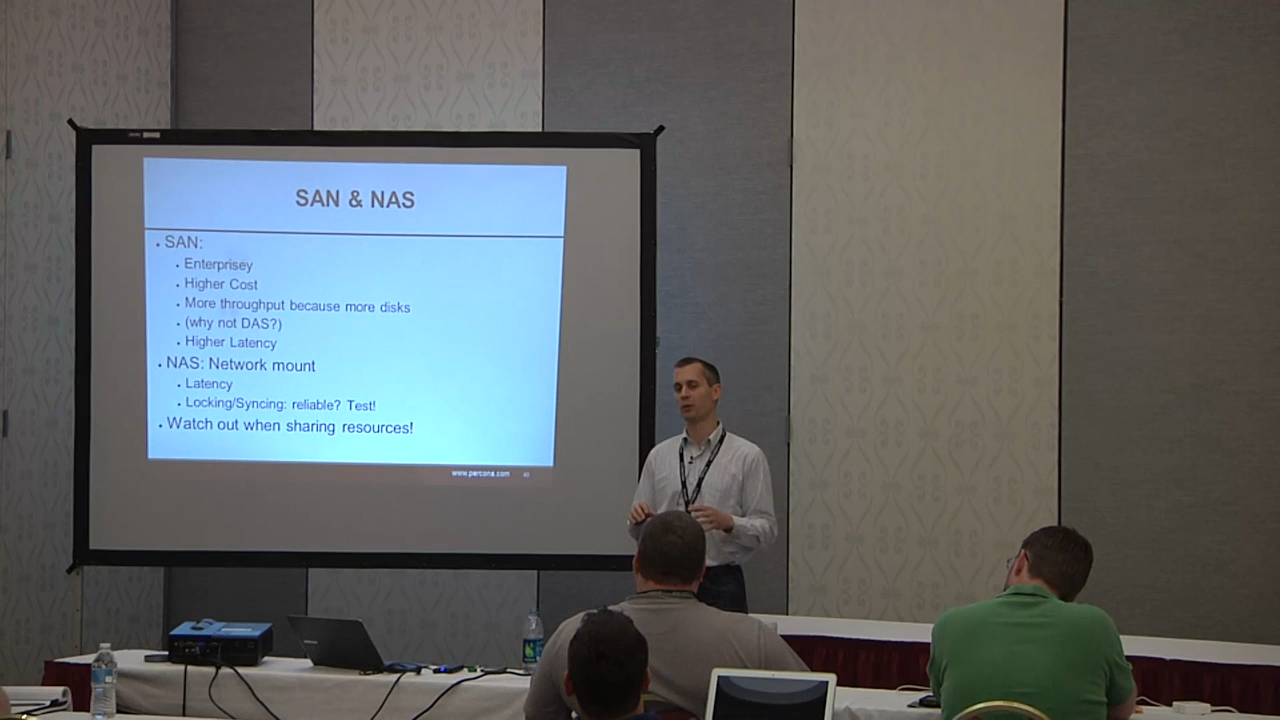 SAN & NAS
• SAN:
• Enterprisey
• Higher Cost
• More throughput because more disks
• (why not DAS?)
• Higher Latency
• NAS: Network mount
• Latency
• Locking/Syncing: reliable? Test!
• Watch out when sharing resources!
www.percona.com